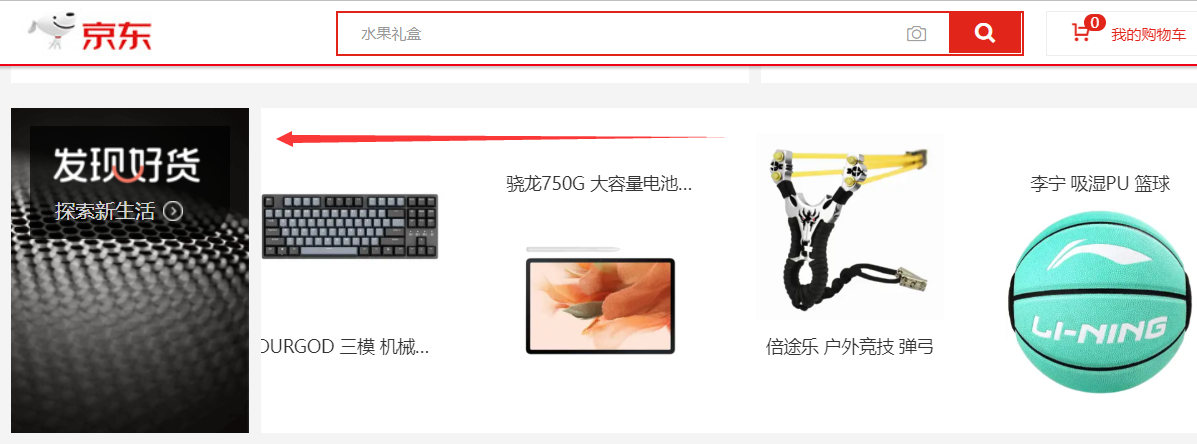 京东
水果礼盒
0
我的购物车
发现好货
探索新生活
OURGOD 三模 机械...
骁龙750G 大容量电池...
倍途乐 户外竞技 弹弓
李宁 吸湿PU 篮球
LI-NING